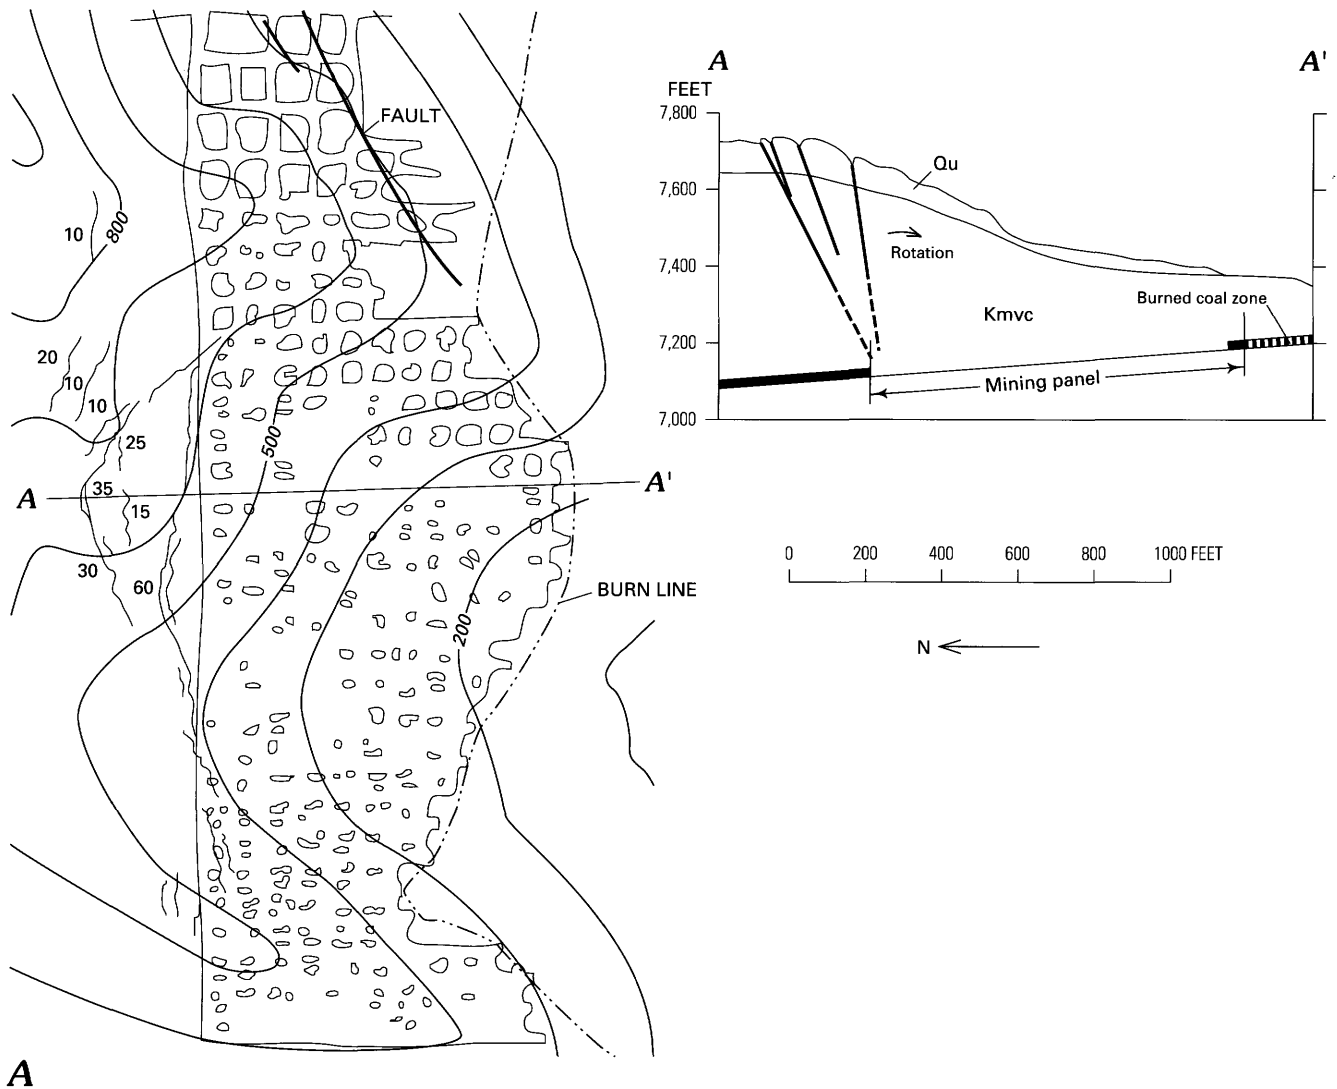 FAULT
10
800
20
10
10
25
500
35
15
30
60
200
A
A'
BURN LINE
A
A
A'
FEET
7,800
7,600
7,400
7,200
7,000
Qu
Rotation
Kmvc
Burned coal zone
Mining panel
0 200 400 600 800 1000 FEET
N